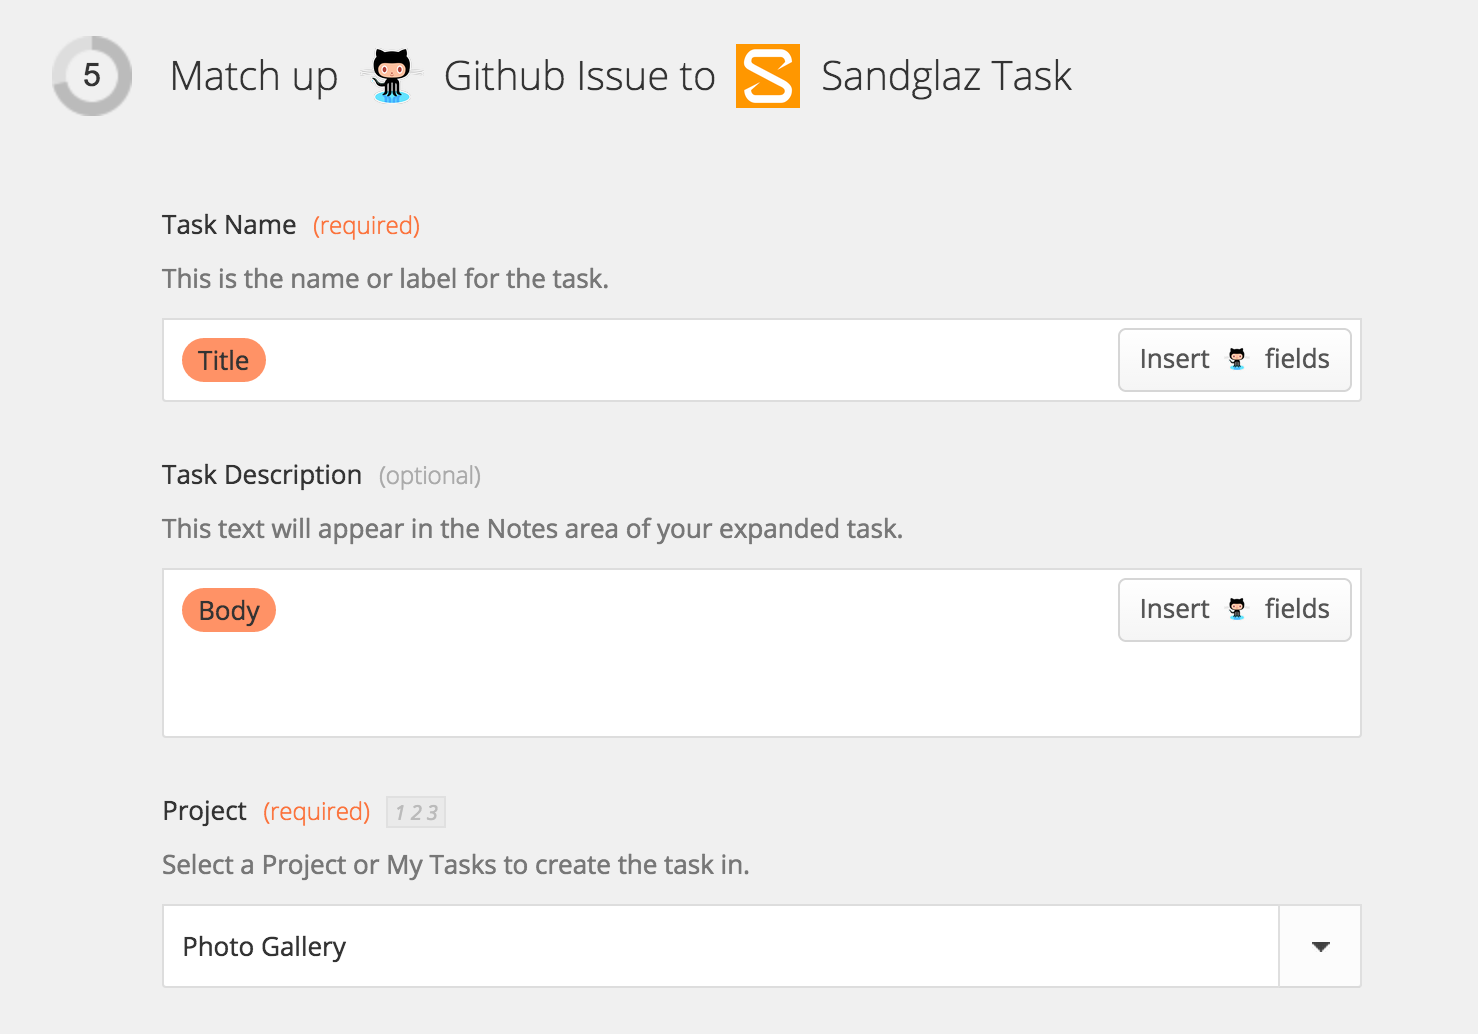 5 Match up Github Issue to Sandglaz Task
Task Name (required)
This is the name or label for the task.
Title Insert fields
Task Description (optional)
This text will appear in the Notes area of your expanded task.
Body Insert fields
Project (required) 1 2 3
Select a Project or My Tasks to create the task in.
Photo Gallery